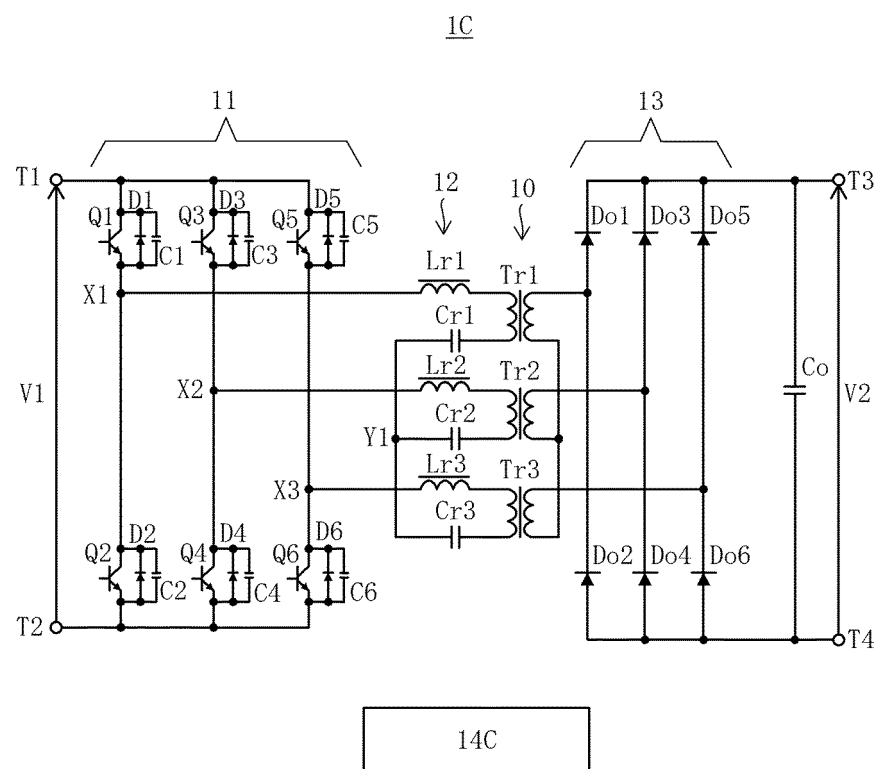 1C
11
13
T1
D1
D3
D5
12
10
T3
Q1
Q3
Q5
C1
C3
C5
Do1
Do3
Do5
Lr1
Tr1
X1
Cr1
Lr2
Tr2
V1
X2
Cr2
Co
V2
Y1
Lr3
Tr3
X3
Cr3
D2
D4
D6
Q2
Q4
Q6
C2
C4
C6
Do2
Do4
Do6
T2
T4
14C